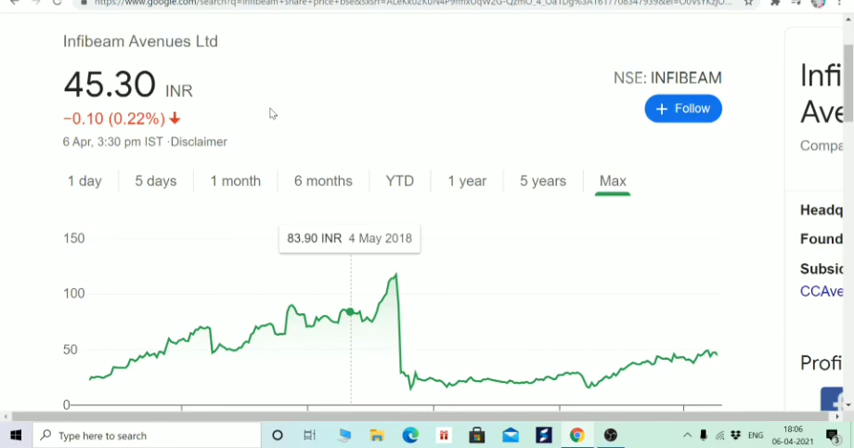 Infibeam Avenues Ltd
45.30 INR
−0.10 (0.22%) ↓
6 Apr, 3:30 pm IST ·Disclaimer
NSE: INFIBEAM
+ Follow
1 day 5 days 1 month 6 months YTD 1 year 5 years Max
83.90 INR 4 May 2018
150
100
50
0
Infi
Ave
Compa
Headq
Found
Subsid
CCAve
Profi
Type here to search
ENG
18:06
06-04-2021
3